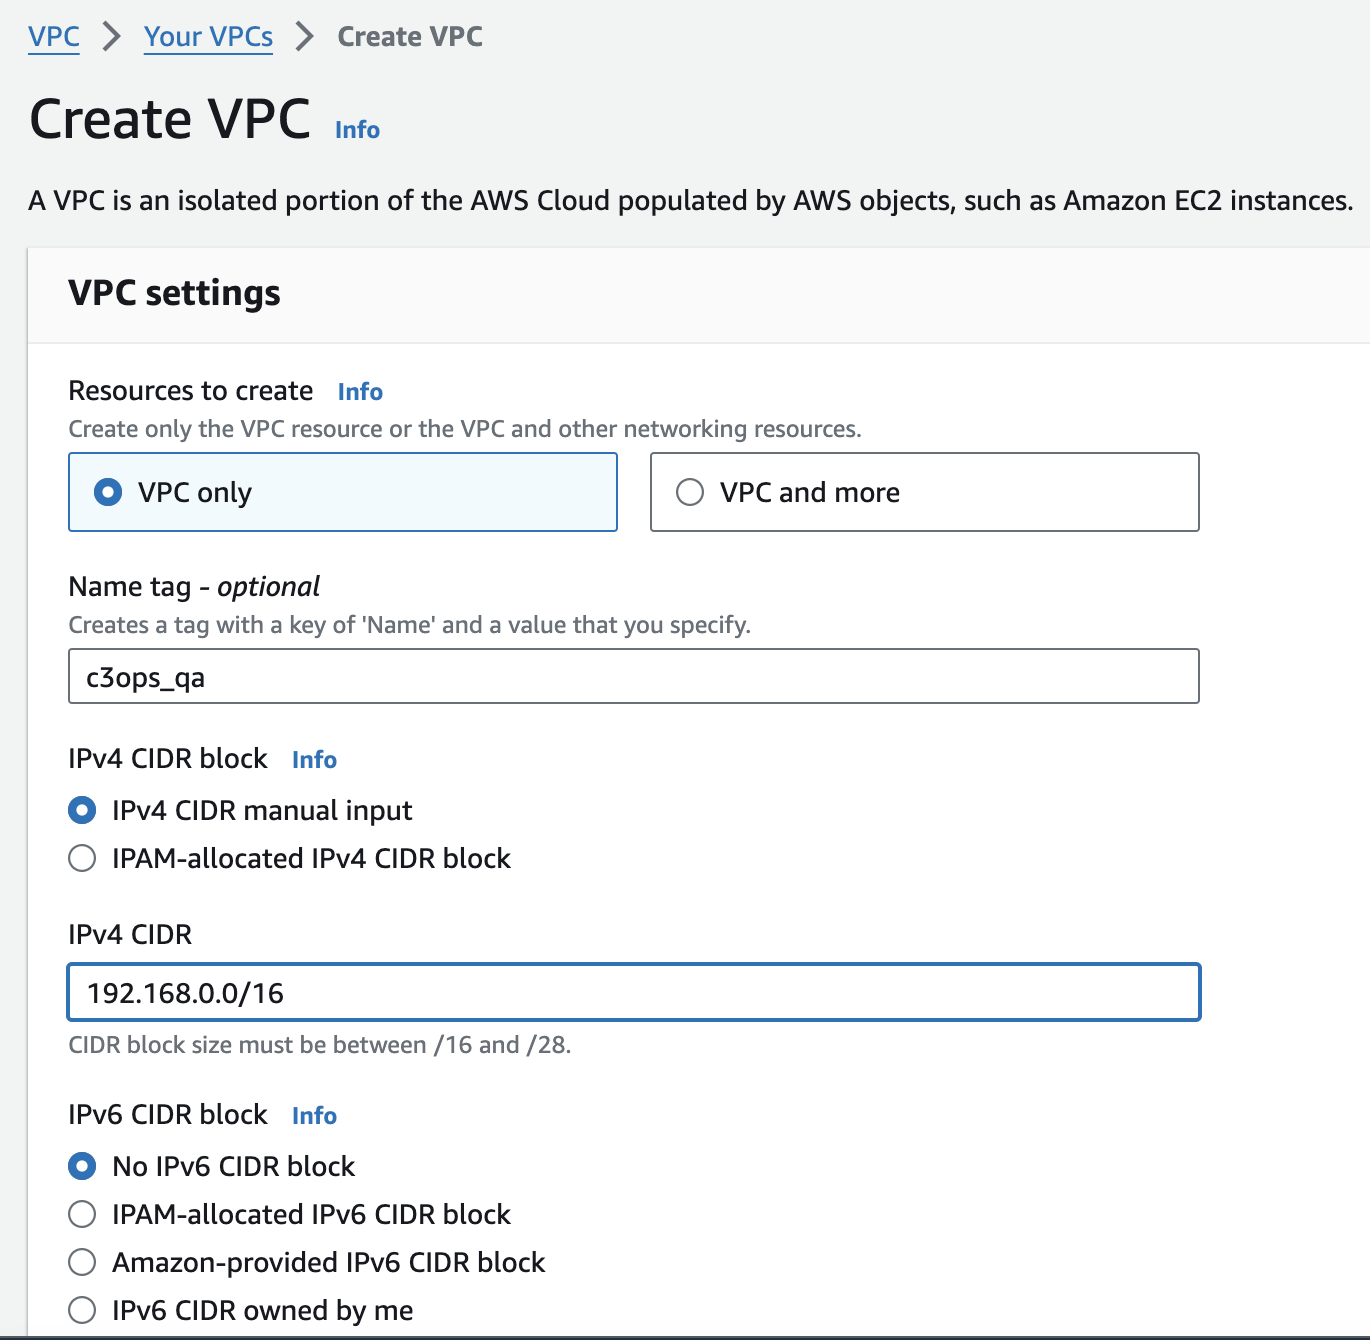 VPC > Your VPCs > Create VPC
Create VPC Info
A VPC is an isolated portion of the AWS Cloud populated by AWS objects, such as Amazon EC2 instances.
VPC settings
Resources to create Info
Create only the VPC resource or the VPC and other networking resources.
VPC only VPC and more
Name tag - optional
Creates a tag with a key of 'Name' and a value that you specify.
c3ops_qa
IPv4 CIDR block Info
IPv4 CIDR manual input
IPAM-allocated IPv4 CIDR block
IPv4 CIDR
192.168.0.0/16
CIDR block size must be between /16 and /28.
IPv6 CIDR block Info
No IPv6 CIDR block
IPAM-allocated IPv6 CIDR block
Amazon-provided IPv6 CIDR block
IPv6 CIDR owned by me